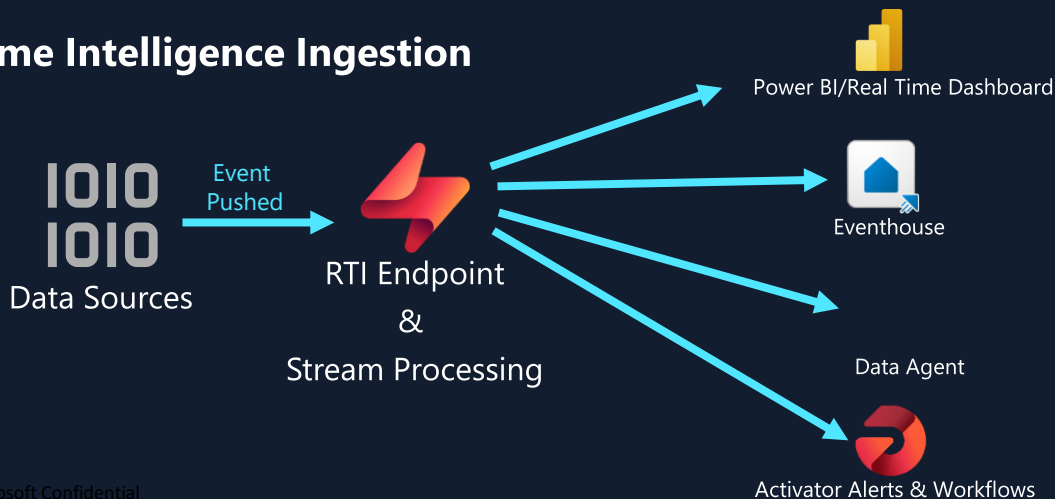 me Intelligence Ingestion
Power BI/Real Time Dashboard
Event
Pushed
IOIO
IOIO
Data Sources
RTI Endpoint
&
Stream Processing
Eventhouse
Data Agent
Activator Alerts & Workflows
osoft Confidential